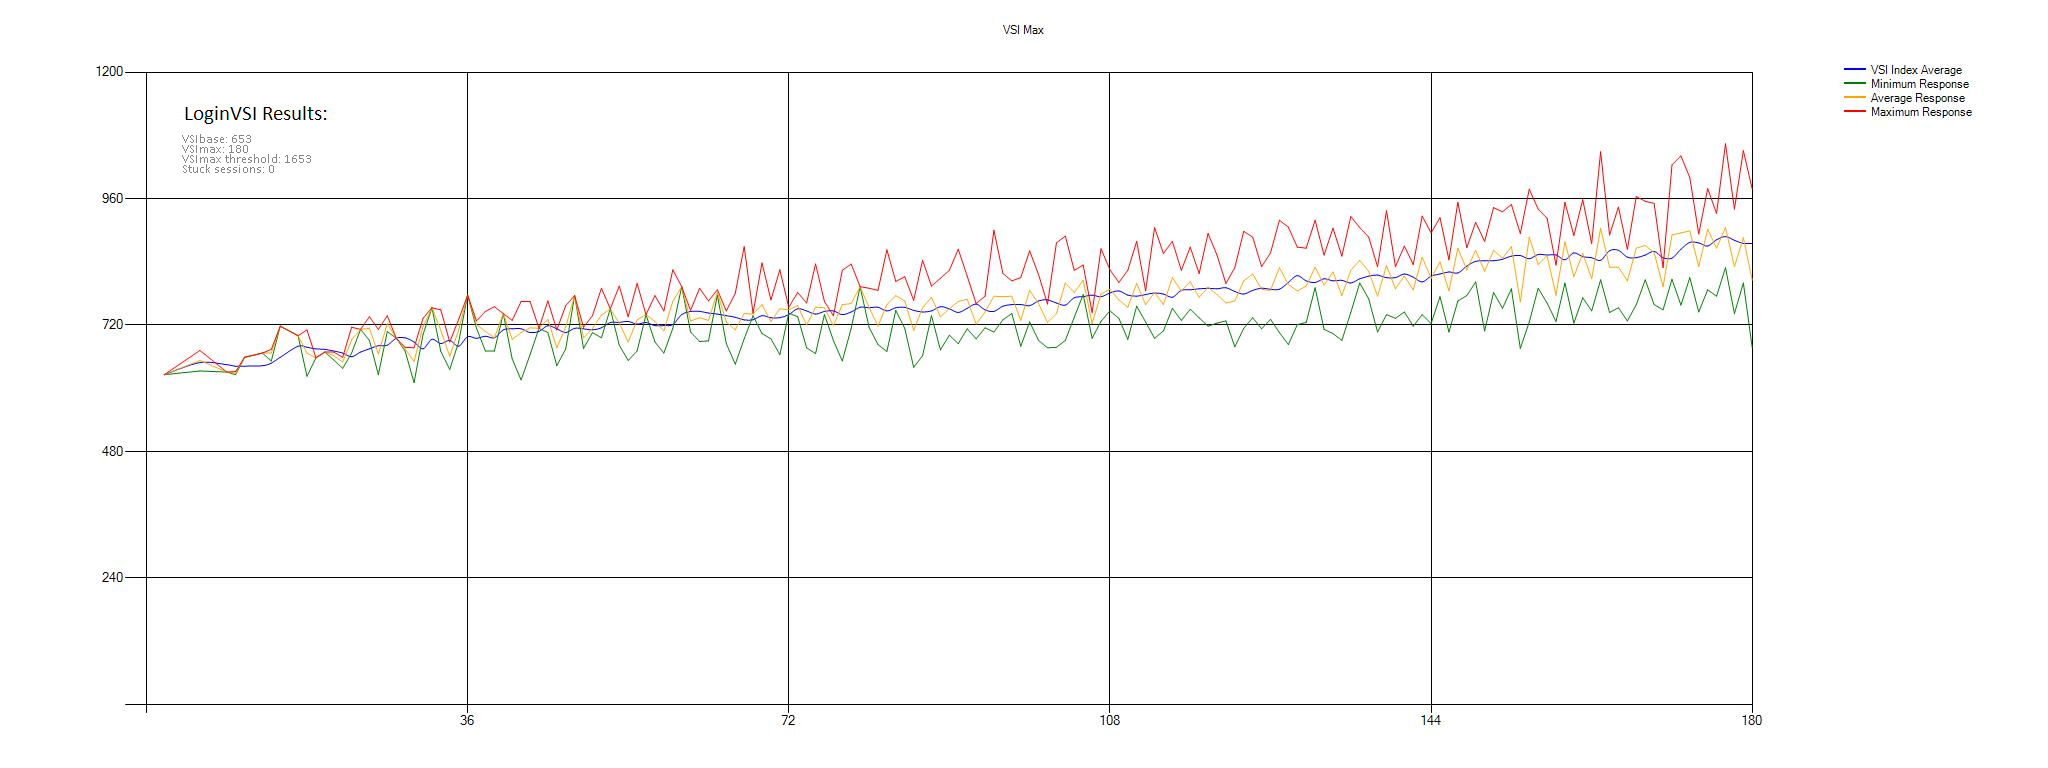 VSI Max
1200
960
720
480
240
36
72
108
144
180
LoginVSI Results:
VSIbase: 653
VSImax: 180
VSImax threshold: 1653
Stuck sessions: 0
VSI Index Average
Minimum Response
Average Response
Maximum Response